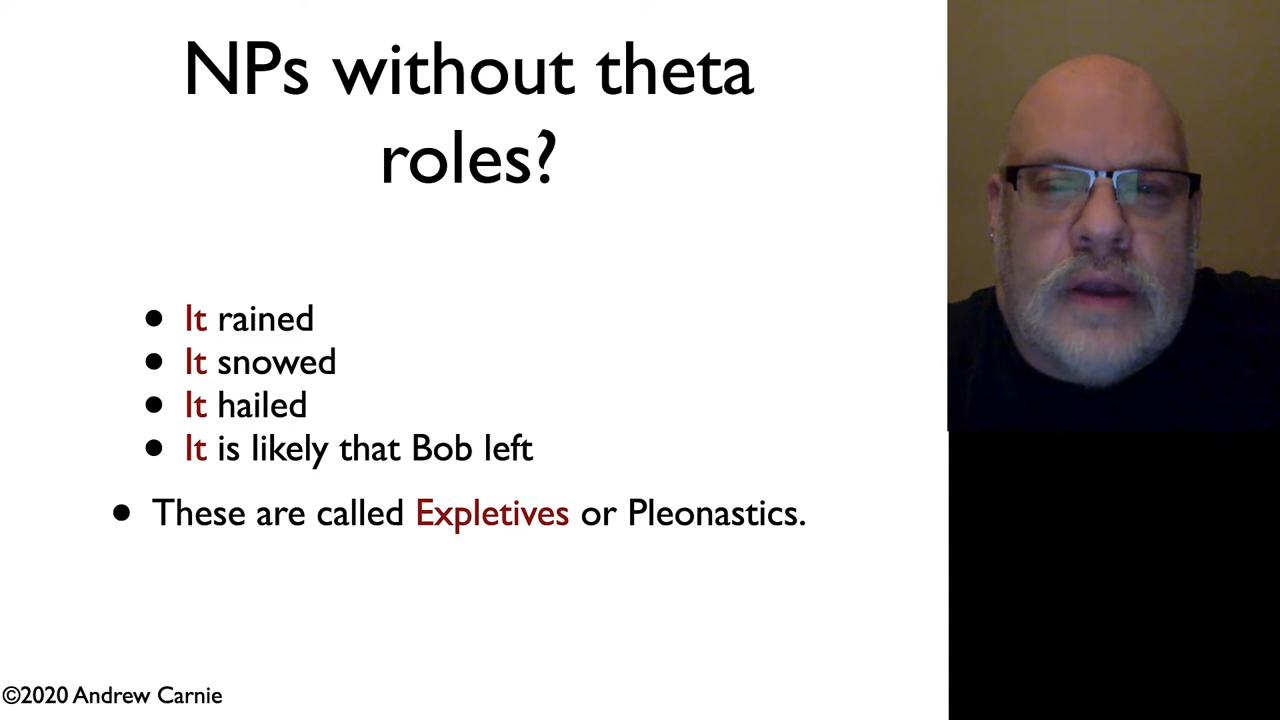 NPs without theta
roles?
• It rained
• It snowed
• It hailed
• It is likely that Bob left
• These are called Expletives or Pleonastics.
©2020 Andrew Carnie